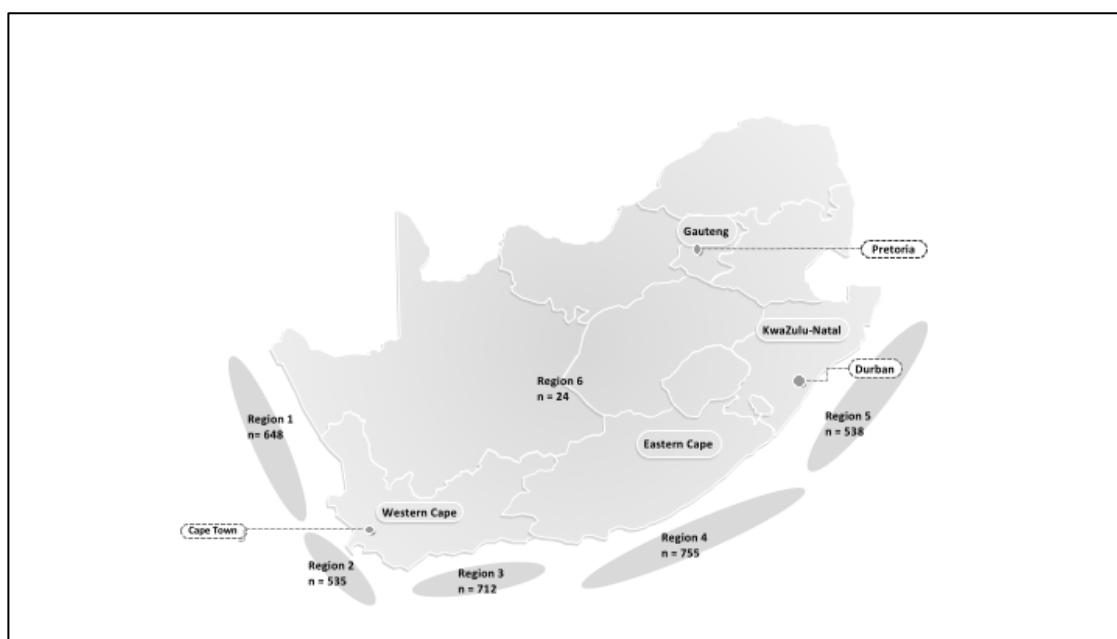 Gauteng
Pretoria
KwaZulu-Natal
Durban
Region 6
n = 24
Region 1
n= 648
Region 5
n = 538
Eastern Cape
Western Cape
Cape Town
Region 4
n = 755
Region 2
n = 535
Region 3
n = 712